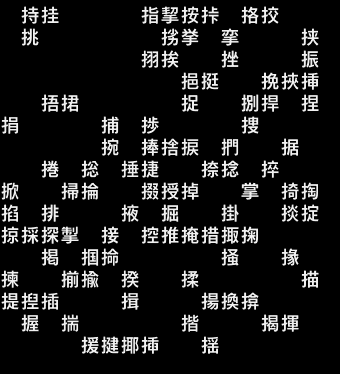 持挂 指挈按挊 挌挍
挑 挘挙 挛 挟
挧挨 挫 振
挹挺 挽挾挿
捂捃 捉 捌捍 捏
捐 捕 捗 捜
捥 捧捨捩 捫 据
捲 捴 捶捷 捺捻 捽
掀 掃掄 掇授掉 掌 掎掏
掐 排 掖 掘 掛 掞掟
掠採探掣 接 控推掩措掫掬
掲 掴掵 掻 掾
揀 揃揄 揆 揉 描
提揑插 揖 揚換揜
握 揣 揩 揭揮
援揵揶揷 揺